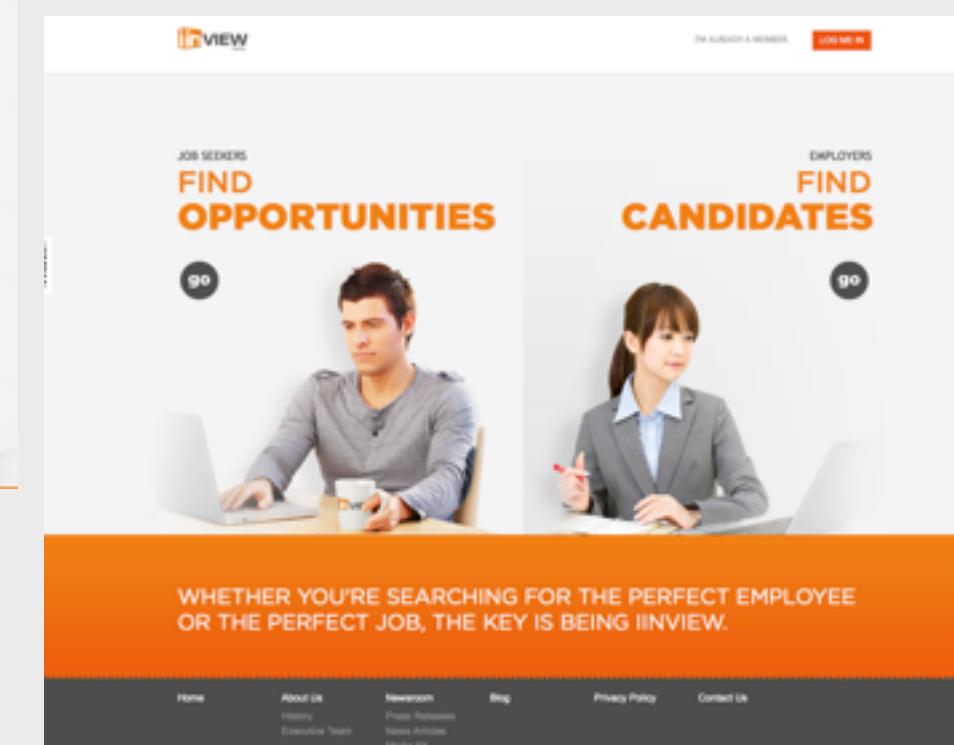 iinVIEW
I'M ALREADY A MEMBER.
LOG ME IN
JOB SEEKERS
FIND
OPPORTUNITIES
go
EMPLOYERS
FIND
CANDIDATES
go
WHETHER YOU'RE SEARCHING FOR THE PERFECT EMPLOYEE
OR THE PERFECT JOB, THE KEY IS BEING IINVIEW.
Home About Us Newsroom Blog Privacy Policy Contact Us
History Press Releases
Executive Team News Articles
Media Kit